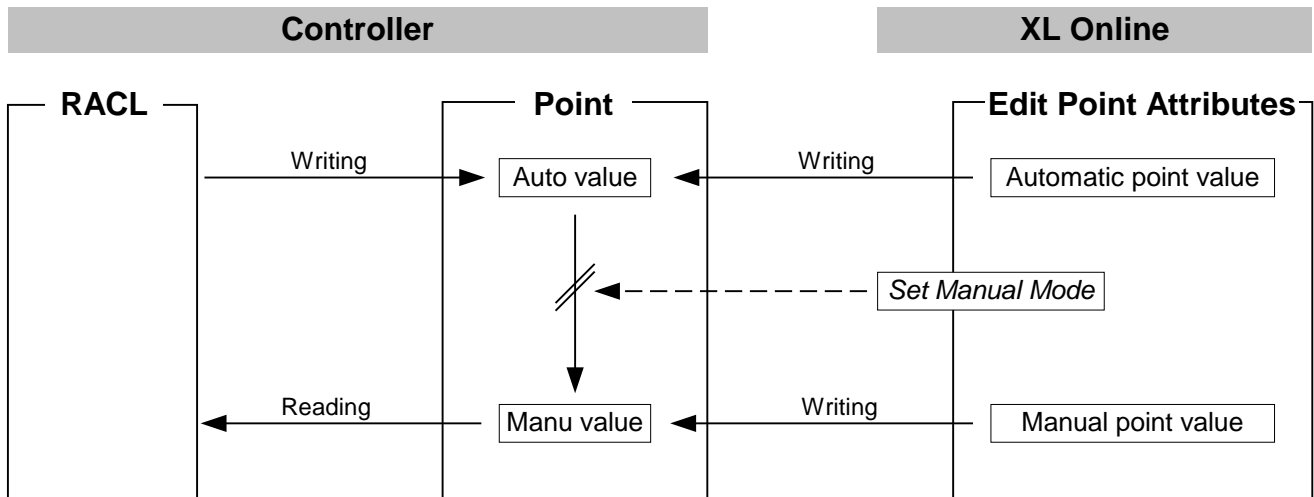 Controller
XL Online
RACL
Point
Edit Point Attributes
Writing
Writing
Auto value
Automatic point value
Set Manual Mode
Reading
Writing
Manu value
Manual point value